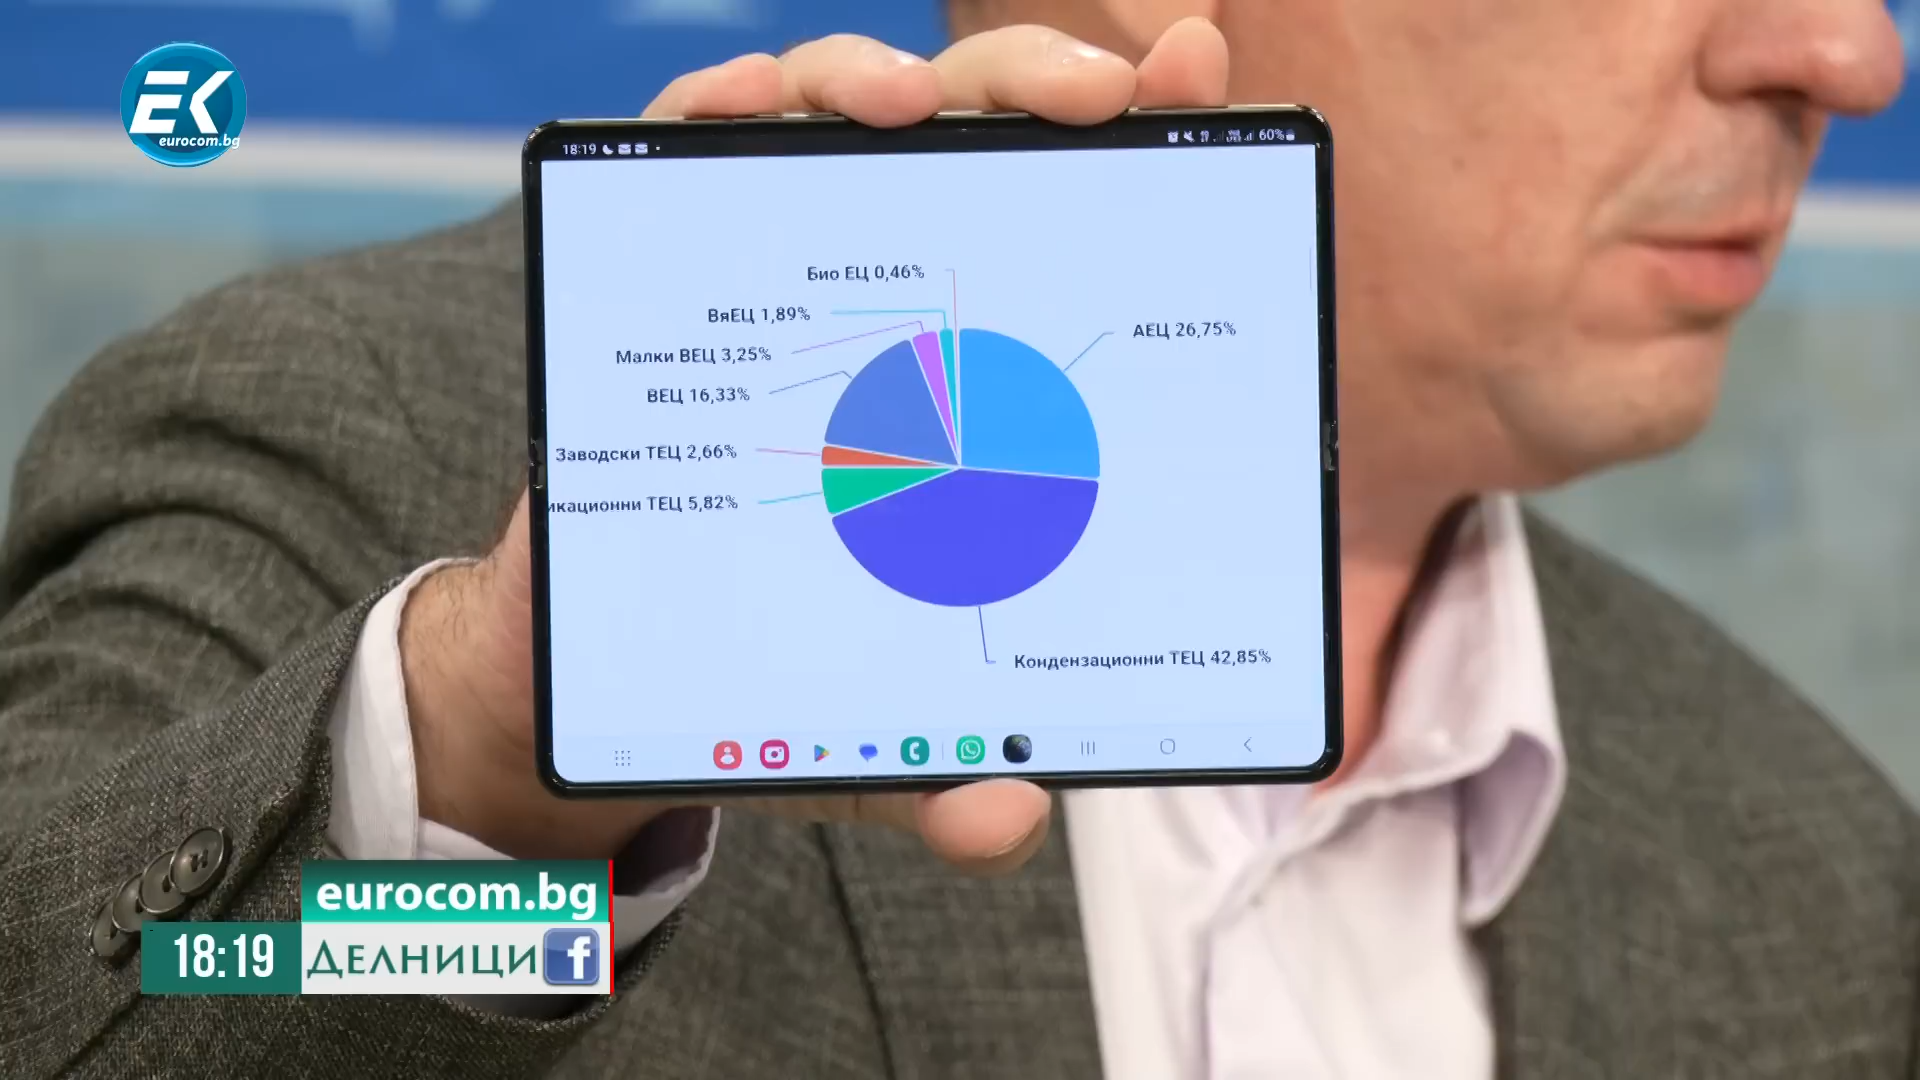 EK
eurocom.bg
18:19
60%
Био ЕЦ 0,46%
ВяЕЦ 1,89%
АЕЦ 26,75%
Малки ВЕЦ 3,25%
ВЕЦ 16,33%
Заводски ТЕЦ 2,66%
икационни ТЕЦ 5,82%
Кондензационни ТЕЦ 42,85%
eurocom.bg
18:19 ДЕЛНИЦИ f